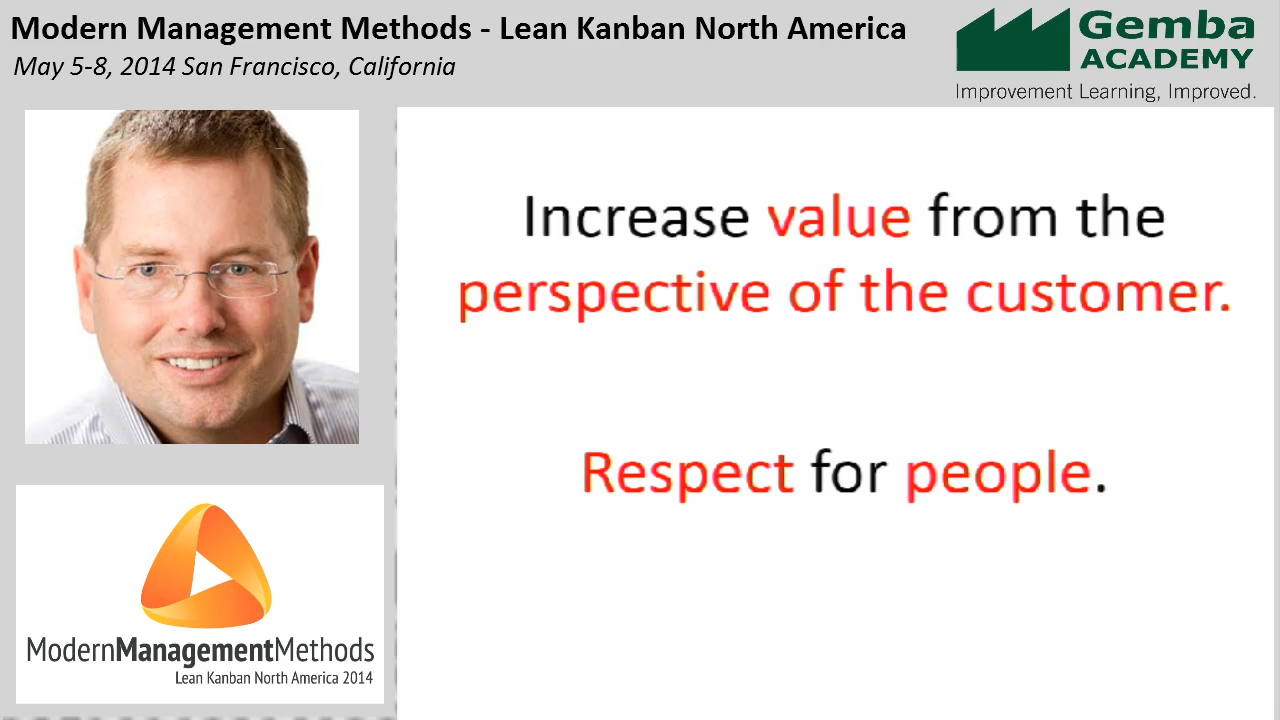 Modern Management Methods - Lean Kanban North America
May 5-8, 2014 San Francisco, California
Gemba
ACADEMY
Improvement Learning, Improved.
Increase value from the
perspective of the customer.
Respect for people.
ModernManagementMethods
Lean Kanban North America 2014